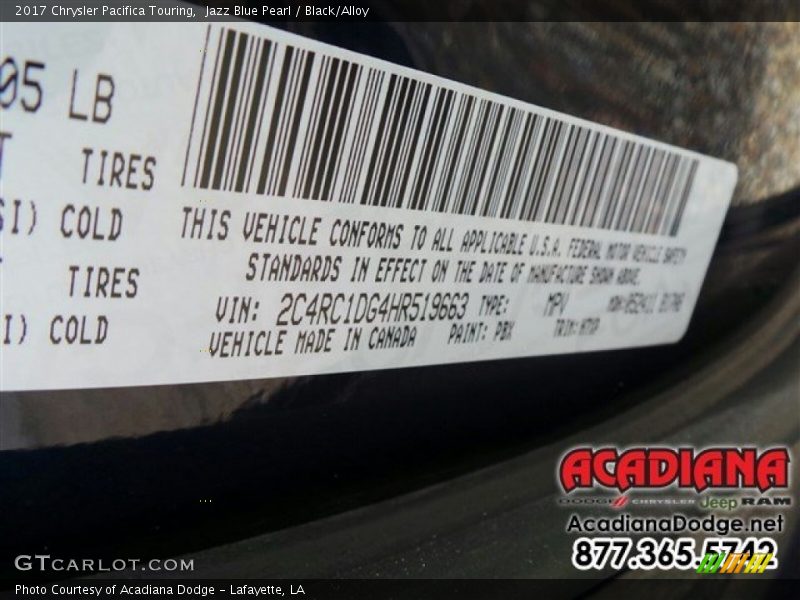 2017 Chrysler Pacifica Touring, Jazz Blue Pearl / Black/Alloy
05 LB
TIRES
SI) COLD
TIRES
I) COLD
THIS VEHICLE CONFORMS TO ALL APPLICABLE U.S.A. FEDERAL MOTOR VEHICLE SAFETY
STANDARDS IN EFFECT ON THE DATE OF MANUFACTURE SHOWN ABOVE.
VIN: 2C4RC1DG4HR519663 TYPE: MPV
VEHICLE MADE IN CANADA PAINT: PBX TRIM:
ACADIANA
DODGE CHRYSLER Jeep RAM
AcadianaDodge.net
877.365.5742
GTCARLOT.COM
Photo Courtesy of Acadiana Dodge - Lafayette, LA